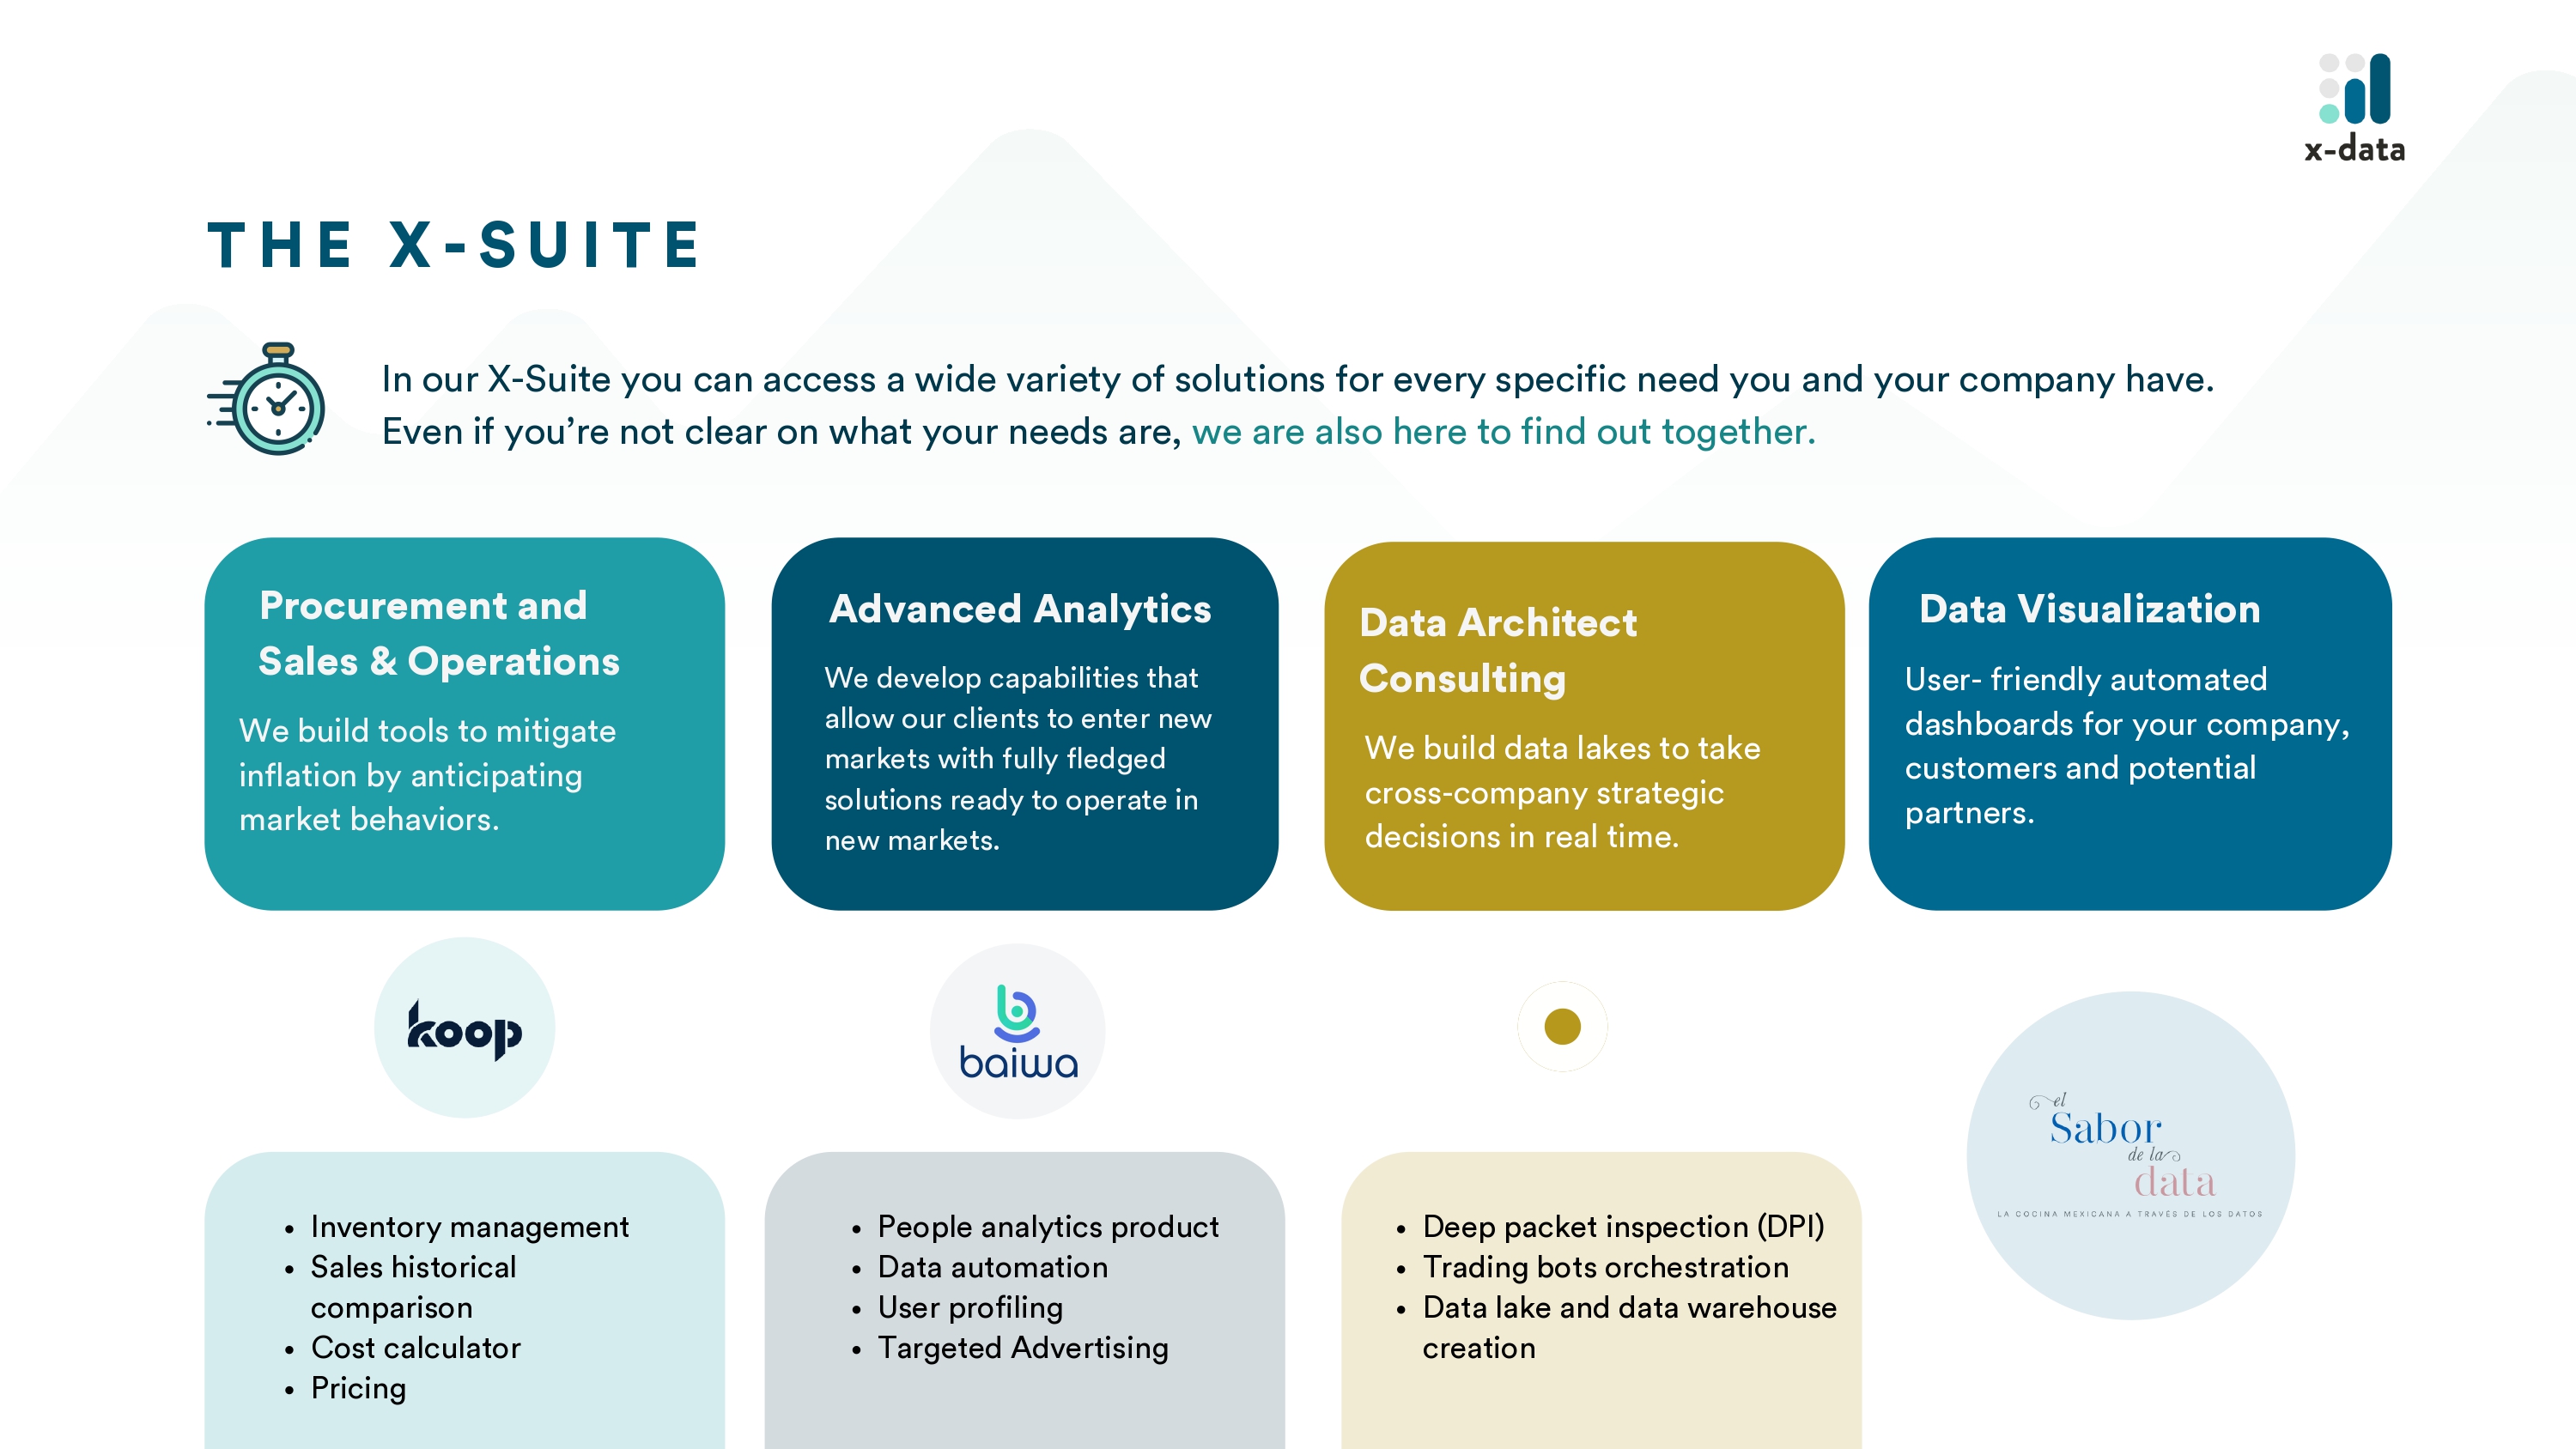 x-data
THE X-SUITE
In our X-Suite you can access a wide variety of solutions for every specific need you and your company have.
Even if you’re not clear on what your needs are, we are also here to find out together.
Procurement and
Sales & Operations
We build tools to mitigate
inflation by anticipating
market behaviors.
Advanced Analytics
We develop capabilities that
allow our clients to enter new
markets with fully fledged
solutions ready to operate in
new markets.
Data Architect
Consulting
We build data lakes to take
cross-company strategic
decisions in real time.
Data Visualization
User- friendly automated
dashboards for your company,
customers and potential
partners.
koop
baiwa
el
Sabor
de la
data
LA COCINA MEXICANA A TRAVÉS DE LOS DATOS
• Inventory management
• Sales historical
comparison
• Cost calculator
• Pricing
• People analytics product
• Data automation
• User profiling
• Targeted Advertising
• Deep packet inspection (DPI)
• Trading bots orchestration
• Data lake and data warehouse
creation